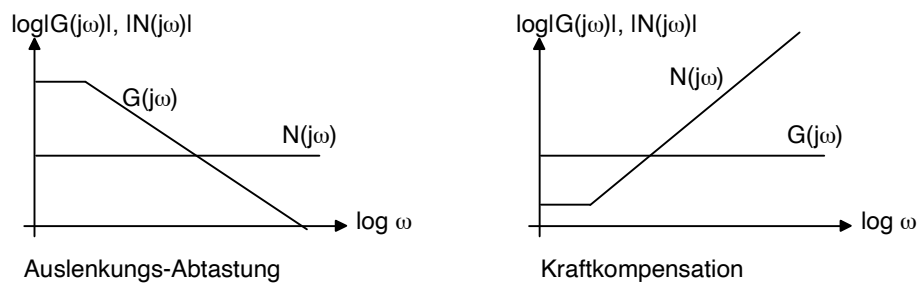 log|G(jω)|, |N(jω)|
G(jω)
N(jω)
log ω
Auslenkungs-Abtastung
log|G(jω)|, |N(jω)|
N(jω)
G(jω)
log ω
Kraftkompensation